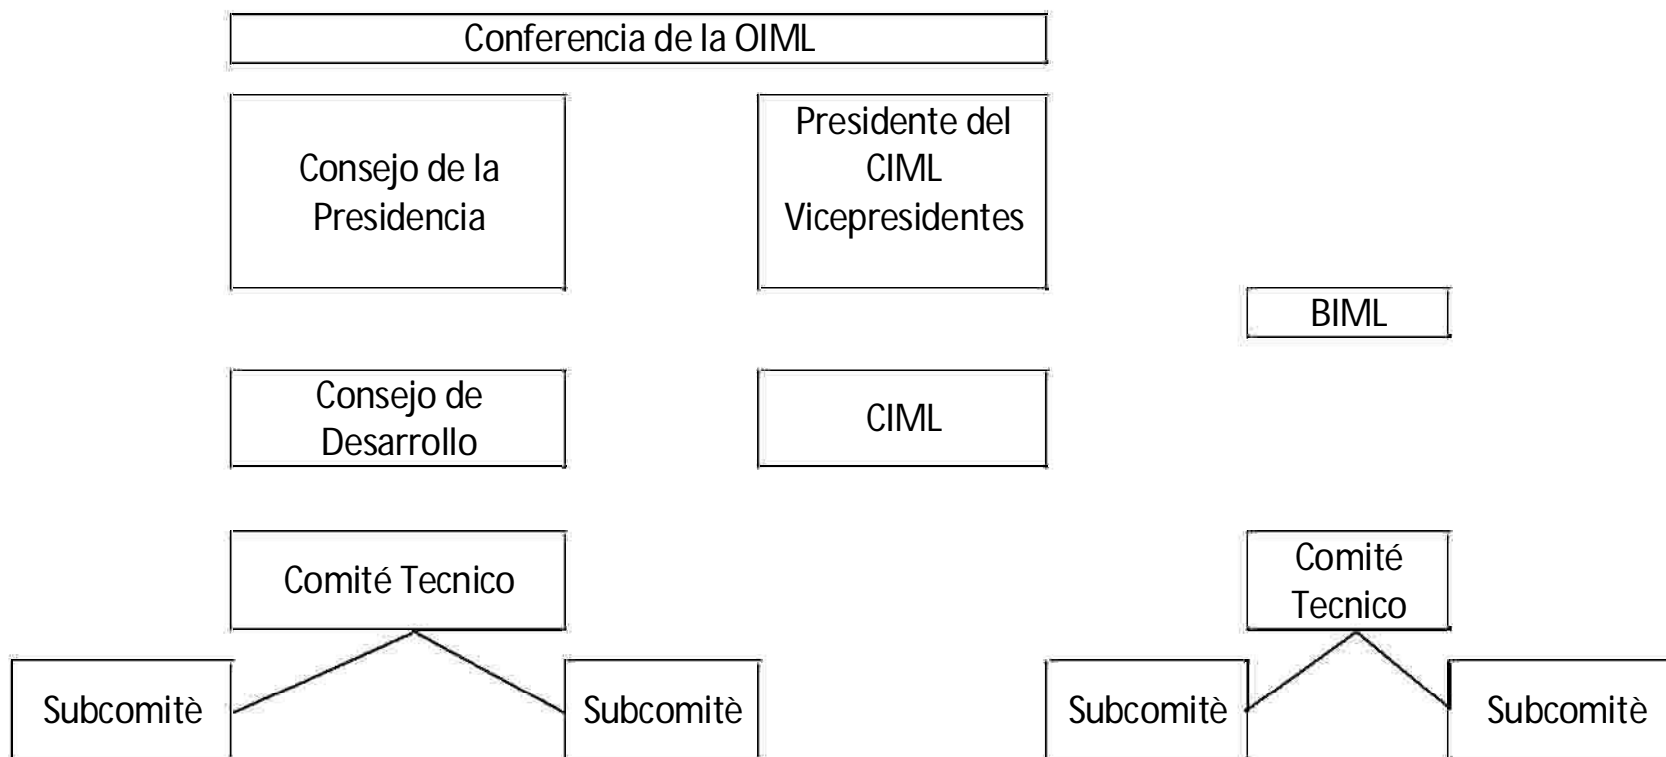 Conferencia de la OIML
Consejo de la
Presidencia
Presidente del
CIML
Vicepresidentes
BIML
Consejo de
Desarrollo
CIML
Comité Tecnico
Comité
Tecnico
Subcomitè
Subcomitè
Subcomitè
Subcomitè